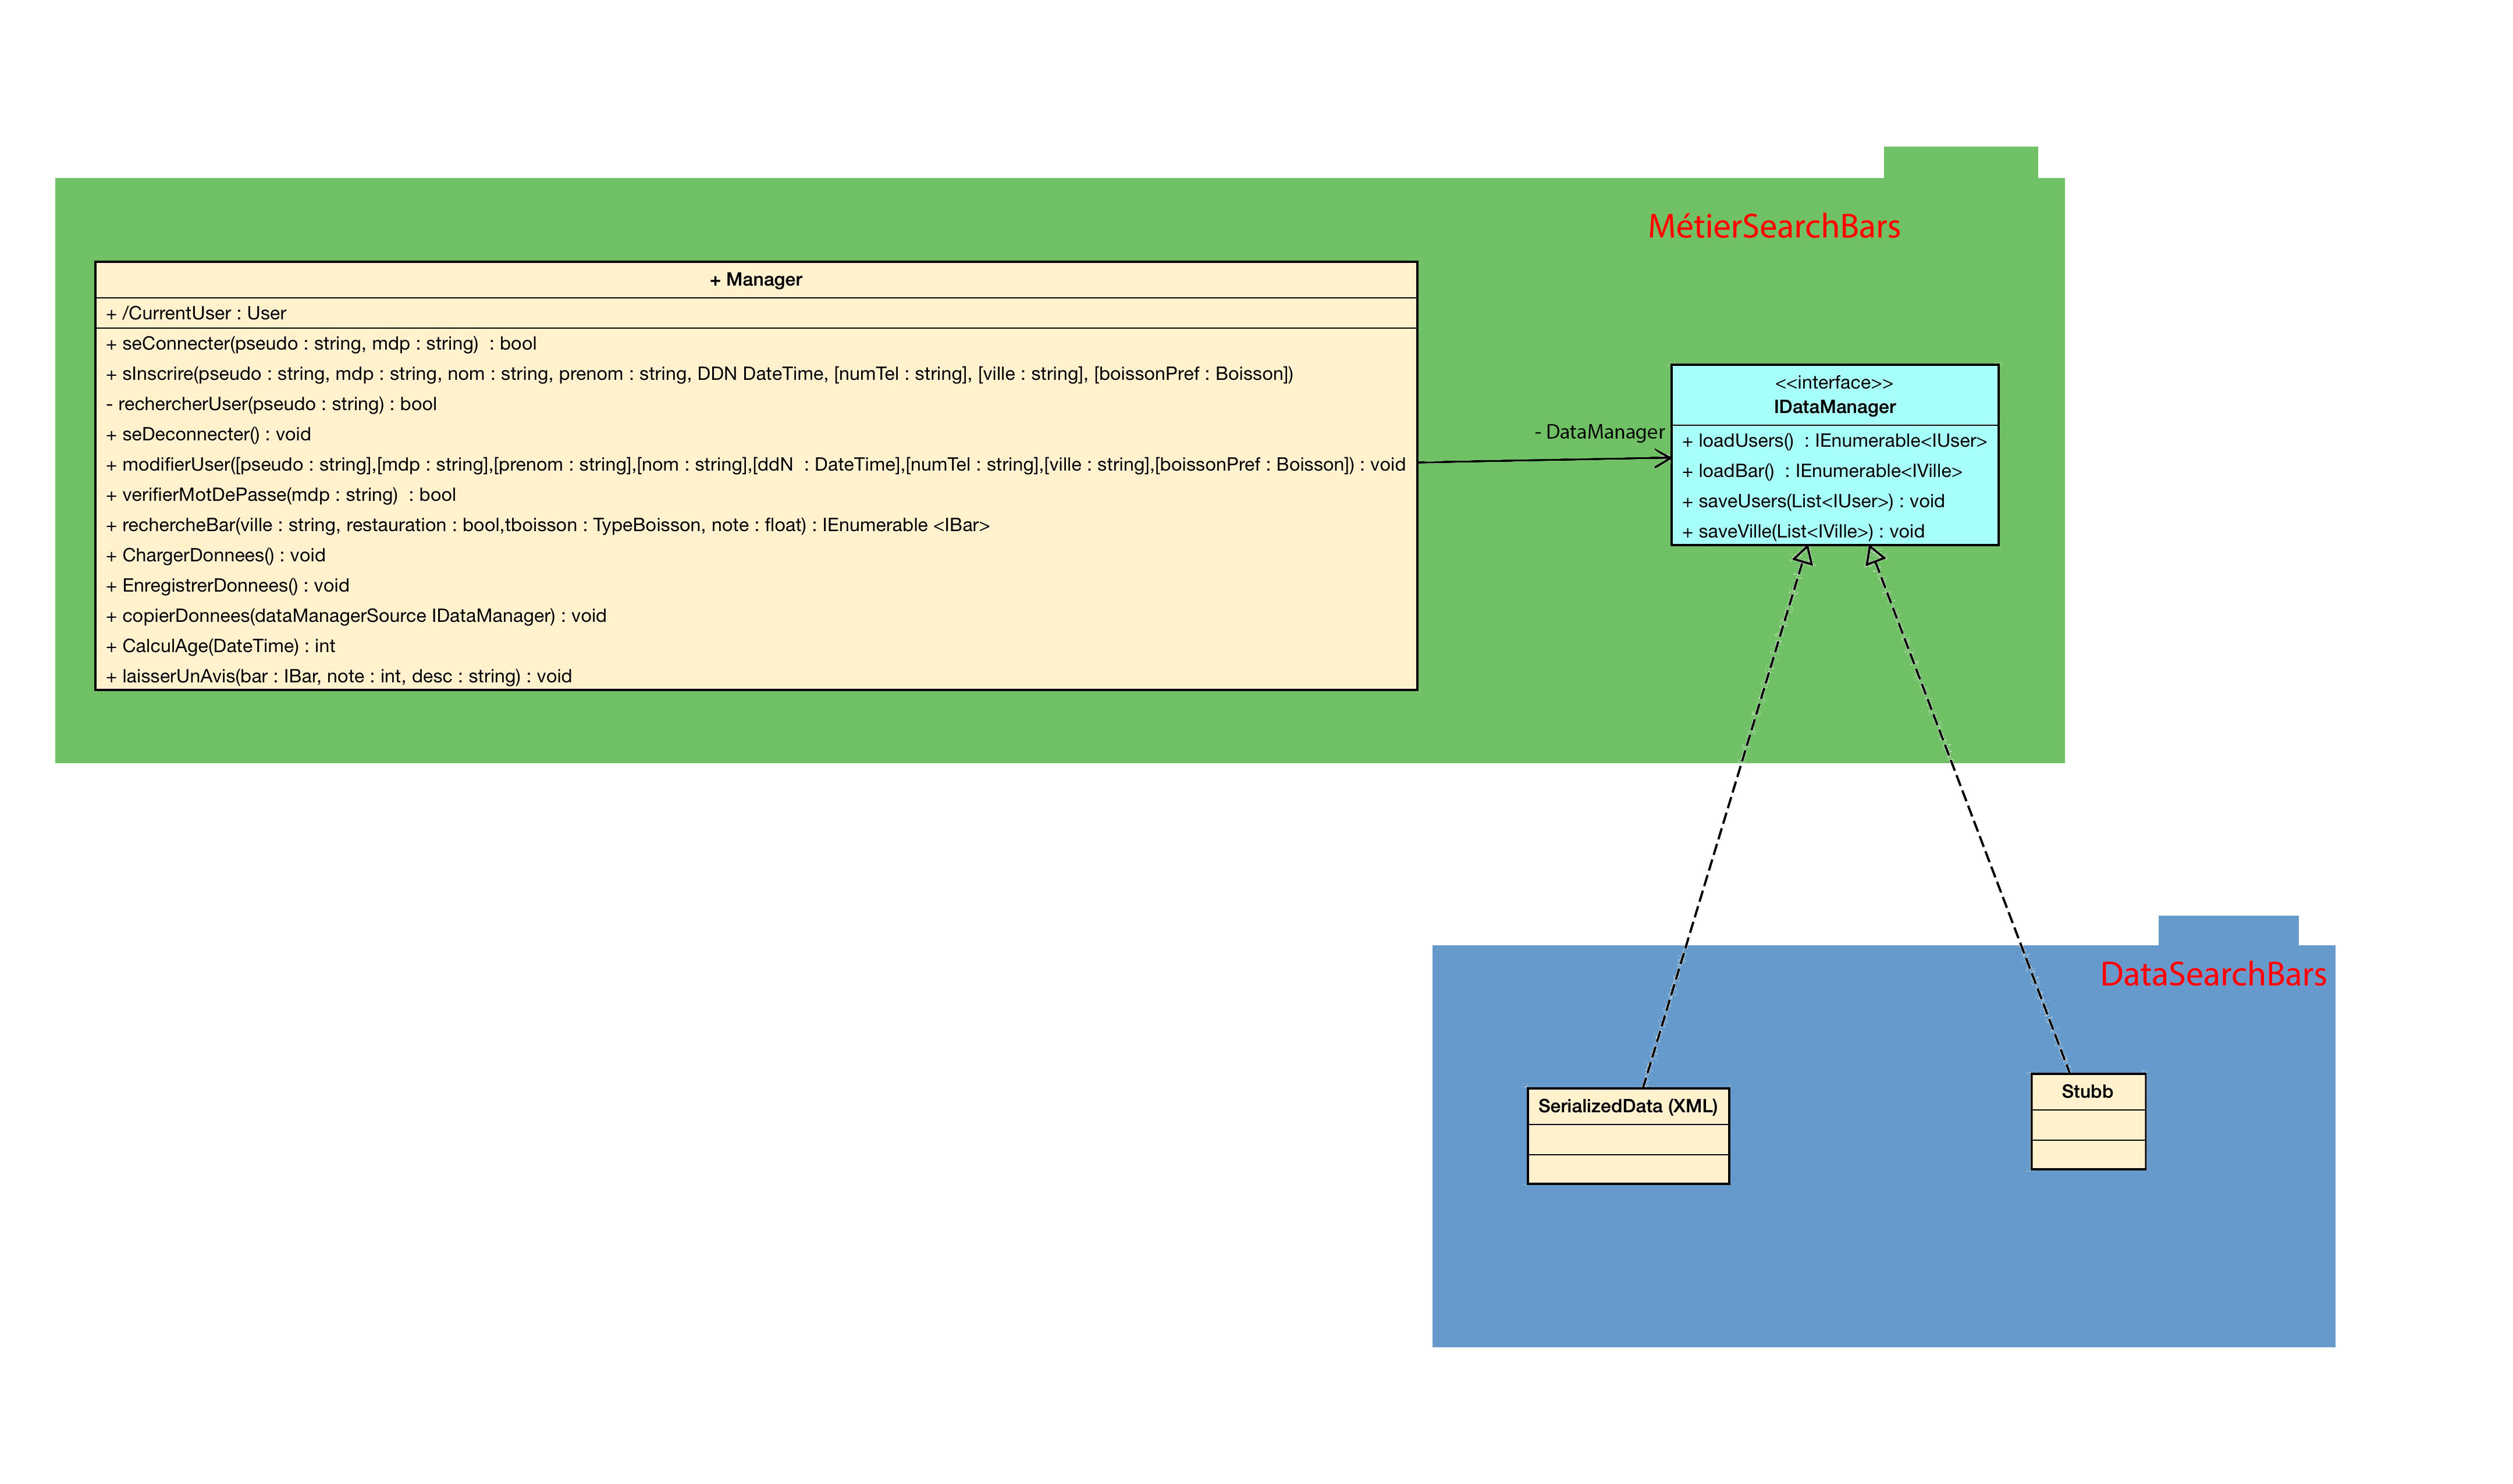 MétierSearchBars
+ Manager
+ /CurrentUser : User
+ seConnecter(pseudo : string, mdp : string)  : bool
+ sInscrire(pseudo : string, mdp : string, nom : string, prenom : string, DDN DateTime, [numTel : string], [ville : string], [boissonPref : Boisson])
- rechercherUser(pseudo : string) : bool
+ seDeconnecter() : void
+ modifierUser([pseudo : string],[mdp : string],[prenom : string],[nom : string],[ddN  : DateTime],[numTel : string],[ville : string],[boissonPref : Boisson]) : void
+ verifierMotDePasse(mdp : string)  : bool
+ rechercheBar(ville : string, restauration : bool,tboisson : TypeBoisson, note : float) : IEnumerable <IBar>
+ ChargerDonnees() : void
+ EnregistrerDonnees() : void
+ copierDonnees(dataManagerSource IDataManager) : void
+ CalculAge(DateTime) : int
+ laisserUnAvis(bar : IBar, note : int, desc : string) : void
- DataManager
<<interface>>
IDataManager
+ loadUsers()  : IEnumerable<IUser>
+ loadBar()  : IEnumerable<IVille>
+ saveUsers(List<IUser>) : void
+ saveVille(List<IVille>) : void
DataSearchBars
SerializedData (XML)
Stubb